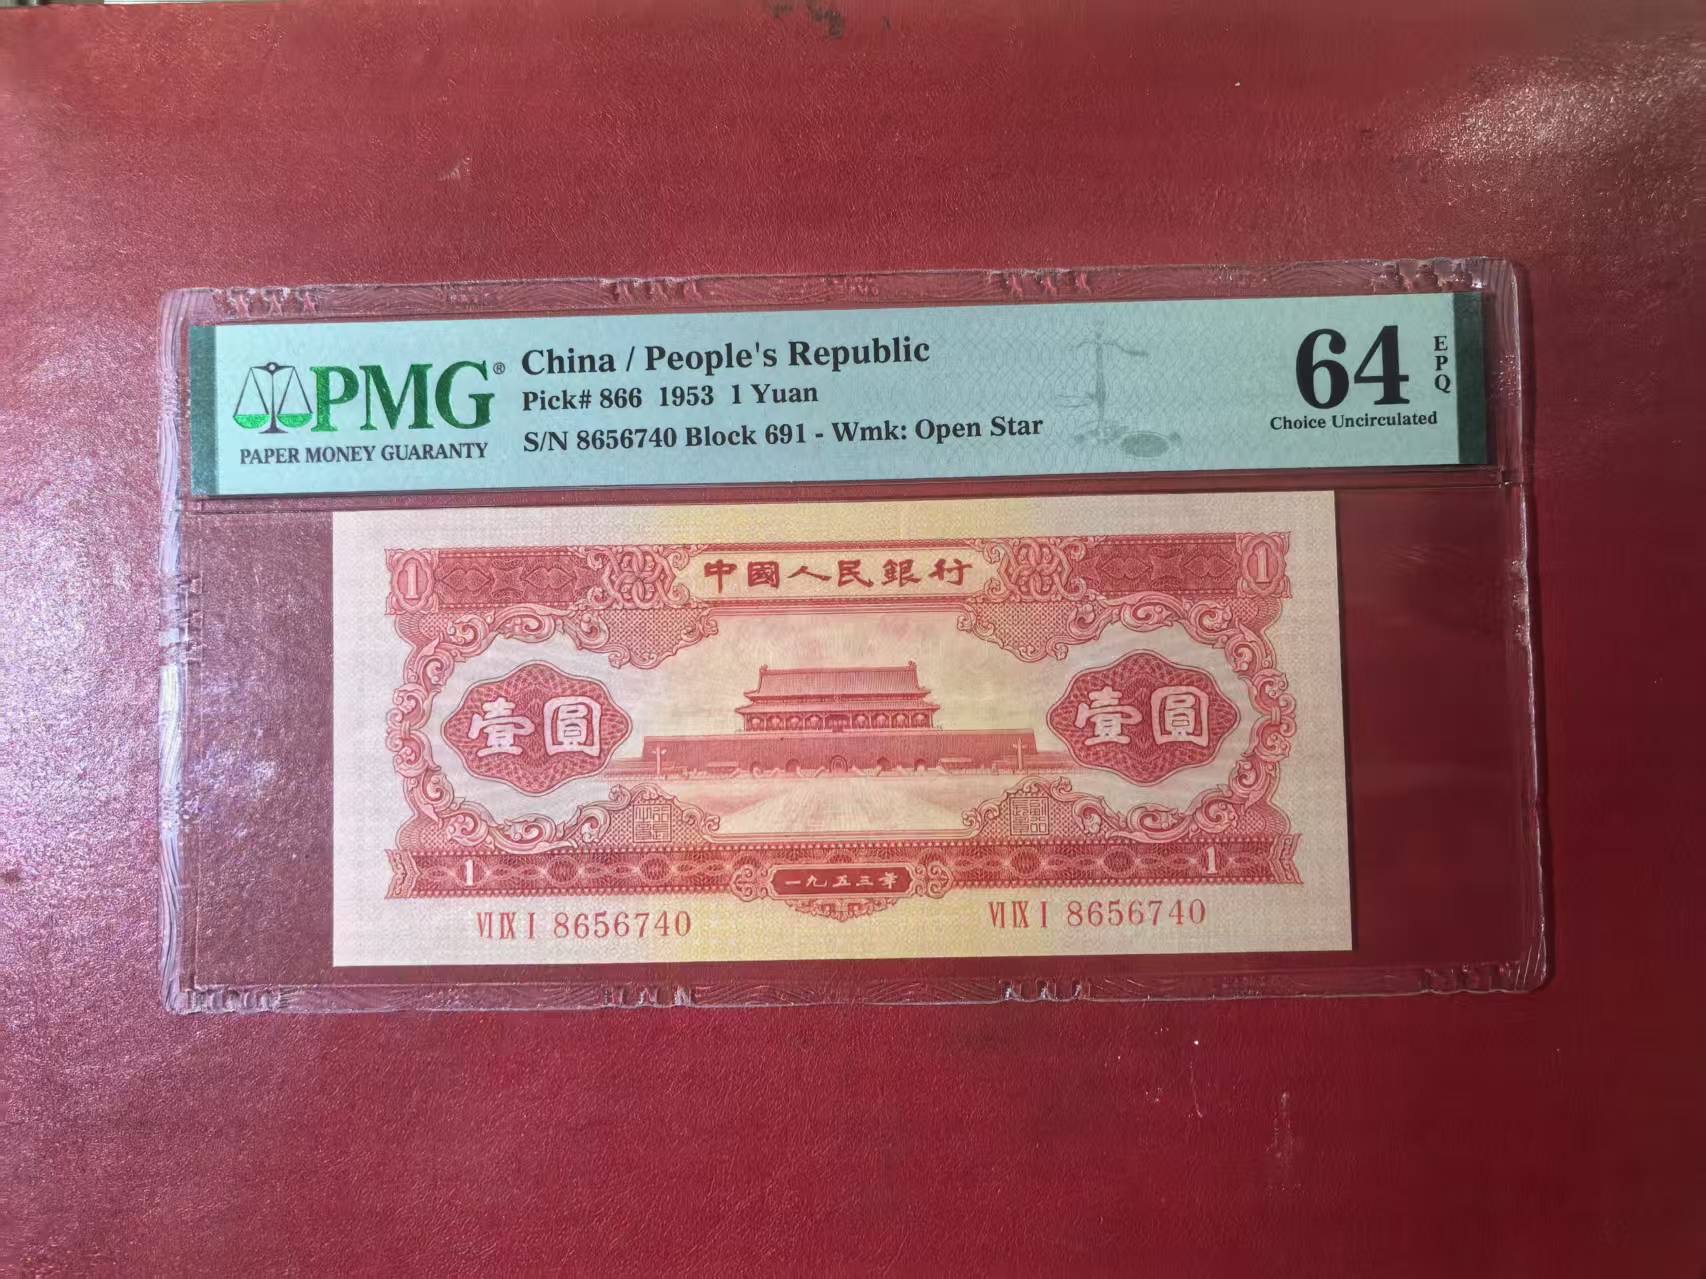 PMG®
PAPER MONEY GUARANTY
China / People's Republic
Pick# 866 1953 1 Yuan
S/N 8656740 Block 691 - Wmk: Open Star
64 EPQ
Choice Uncirculated
1 中國人民銀行 1
壹圓 壹圓
1 一九五三年 1
VI IX I 8656740 VI IX I 8656740